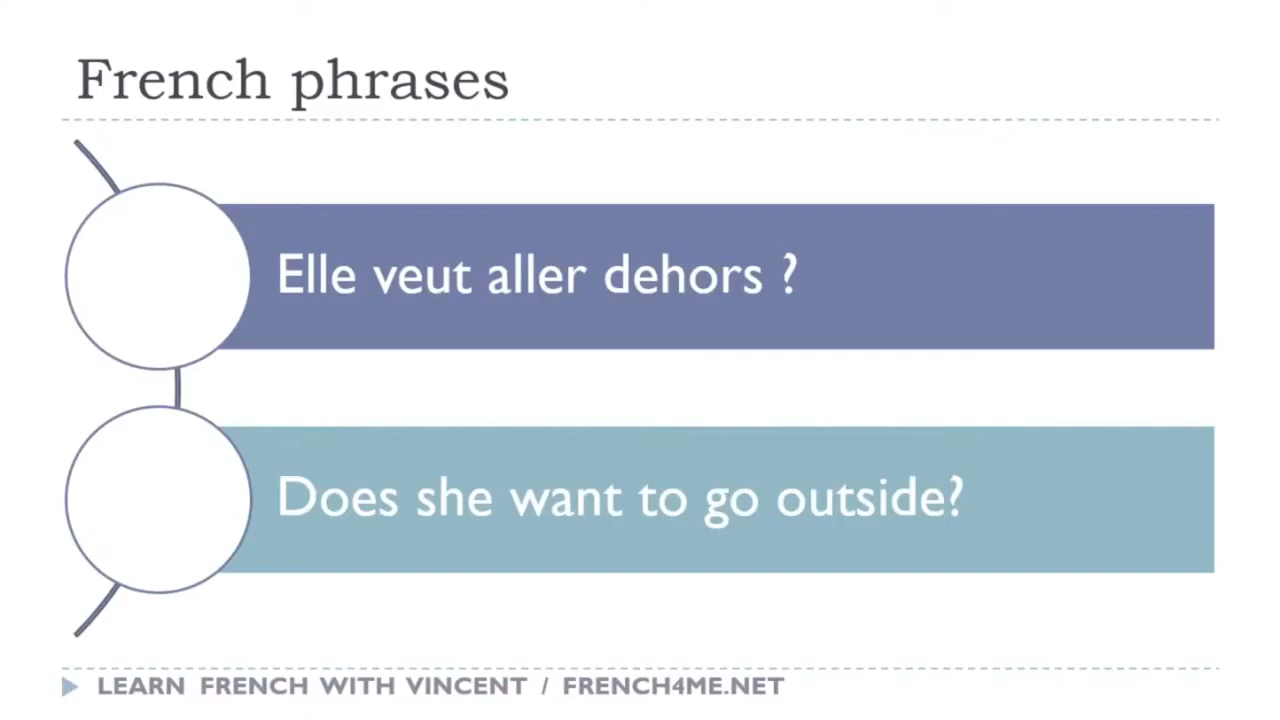 French phrases
Elle veut aller dehors ?
Does she want to go outside?
LEARN FRENCH WITH VINCENT / FRENCH4ME.NET